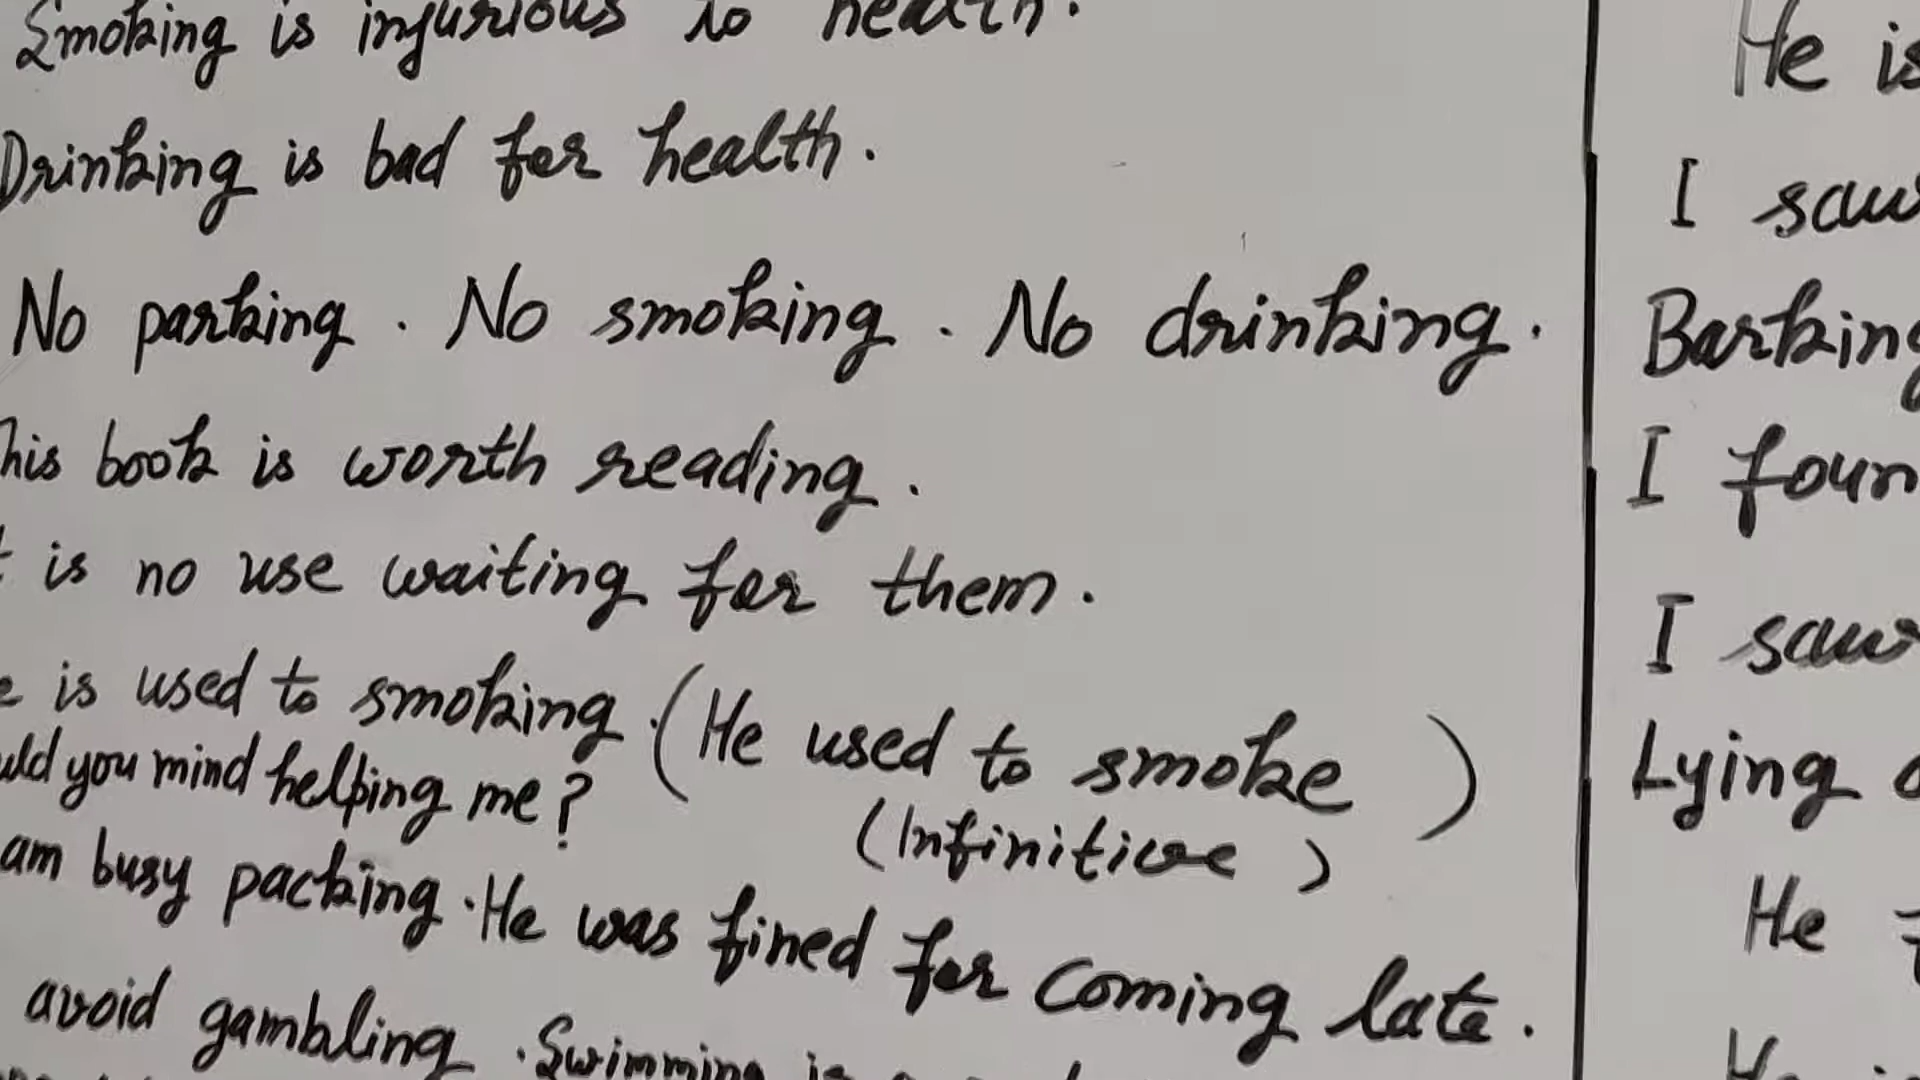 Smoking is injurious to health.
Drinking is bad for health.
No parking. No smoking. No drinking.
his book is worth reading.
t is no use waiting for them.
e is used to smoking. (He used to smoke)
(Infinitive)
uld you mind helping me?
am busy packing. He was fined for coming late.
avoid gambling. Swimming is
He is
I saw
Barking
I foun
I saw
Lying
He